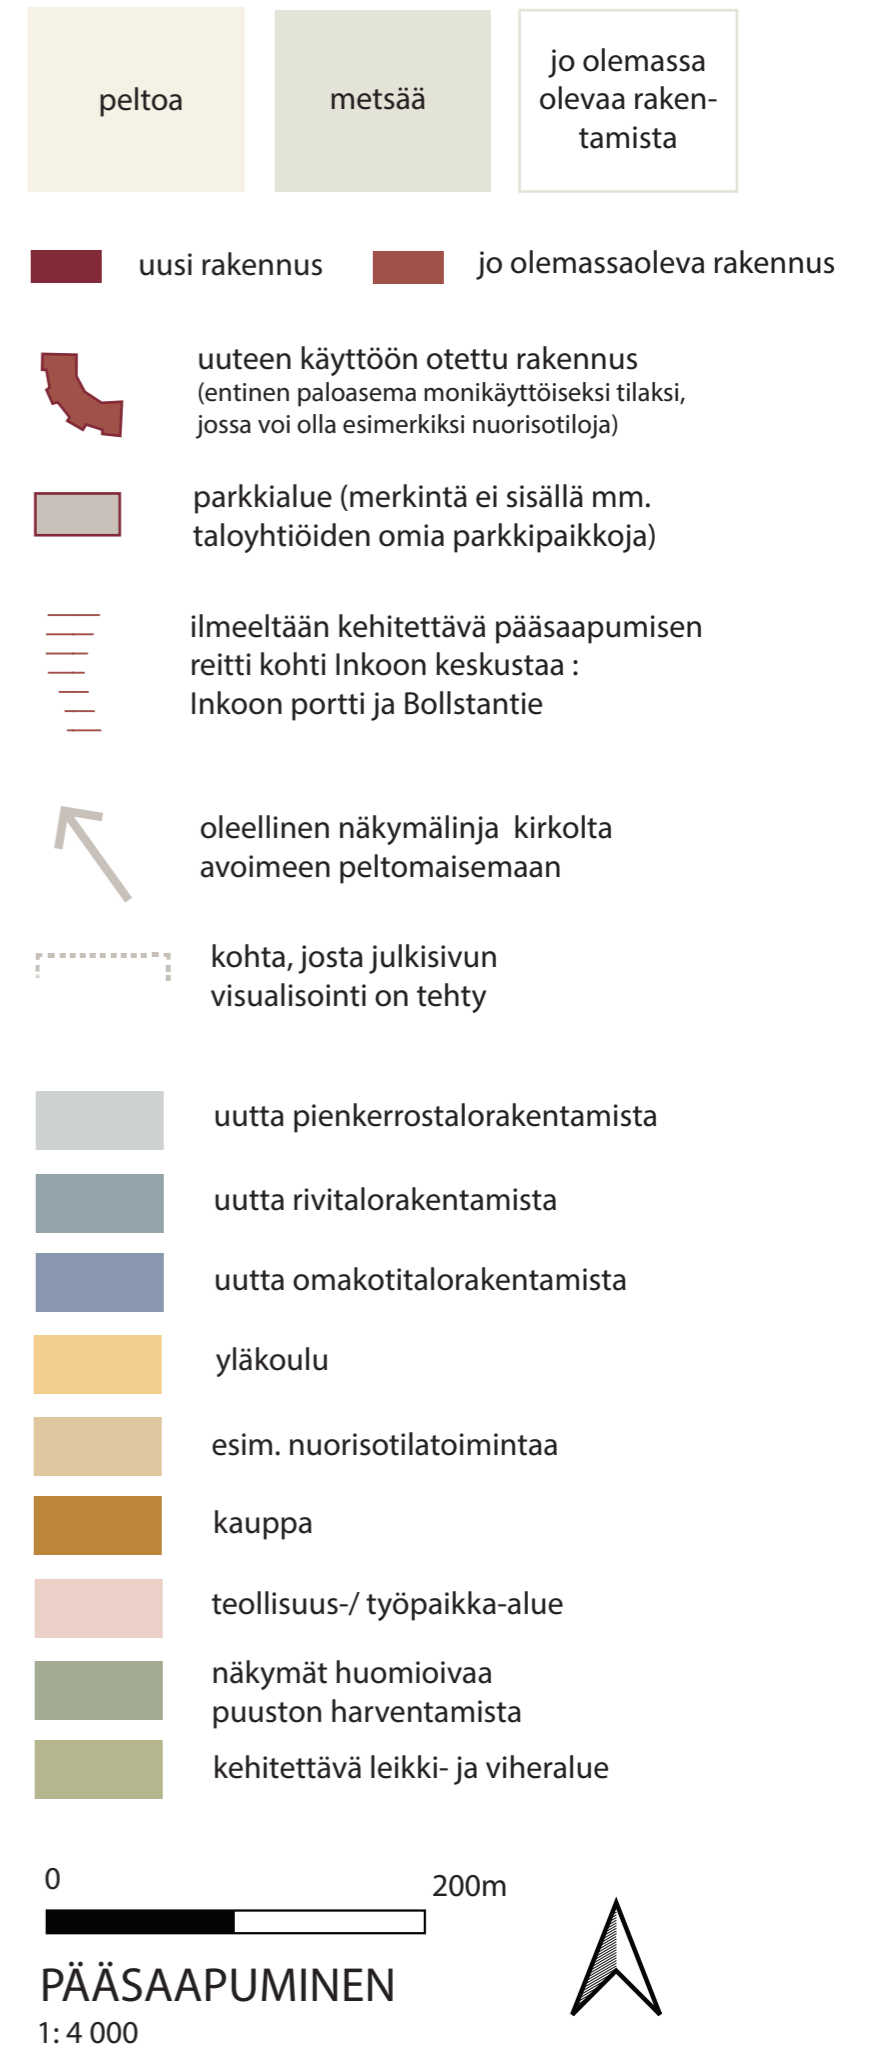 peltoa
metsää
jo olemassa
olevaa raken-
tamista
uusi rakennus
jo olemassaoleva rakennus
uuteen käyttöön otettu rakennus
(entinen paloasema monikäyttöiseksi tilaksi,
jossa voi olla esimerkiksi nuorisotiloja)
parkkialue (merkintä ei sisällä mm.
taloyhtiöiden omia parkkipaikkoja)
ilmeeltään kehitettävä pääsaapumisen
reitti kohti Inkoon keskustaa :
Inkoon portti ja Bollstantie
oleellinen näkymälinja kirkolta
avoimeen peltomaisemaan
kohta, josta julkisivun
visualisointi on tehty
uutta pienkerrostalorakentamista
uutta rivitalorakentamista
uutta omakotitalorakentamista
yläkoulu
esim. nuorisotilatoimintaa
kauppa
teollisuus-/ työpaikka-alue
näkymät huomioivaa
puuston harventamista
kehitettävä leikki- ja viheralue
0
200m
PÄÄSAAPUMINEN
1: 4 000